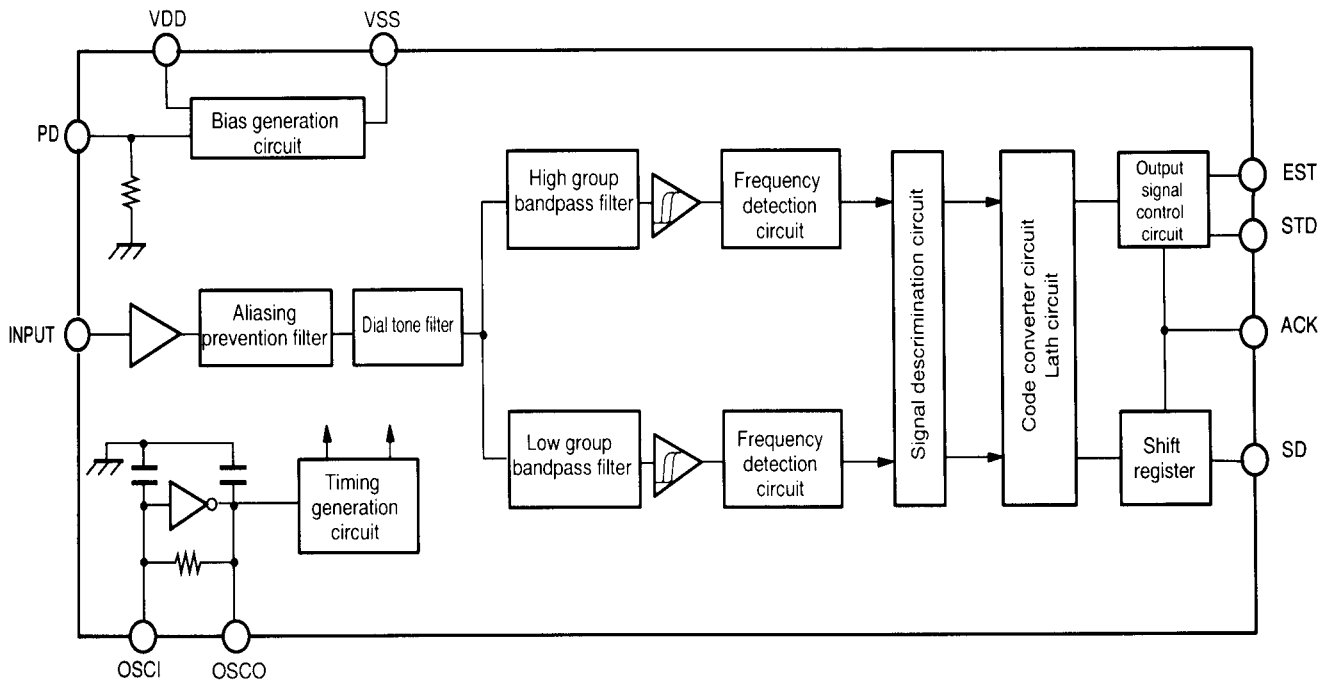 VDD
VSS
PD
Bias generation
circuit
High group
bandpass filter
Frequency
detection
circuit
Signal descrimination circuit
Code converter circuit
Lath circuit
Output
signal
control
circuit
EST
STD
INPUT
Aliasing
prevention filter
Dial tone filter
ACK
Low group
bandpass filter
Frequency
detection
circuit
Shift
register
SD
Timing
generation
circuit
OSCI
OSCO